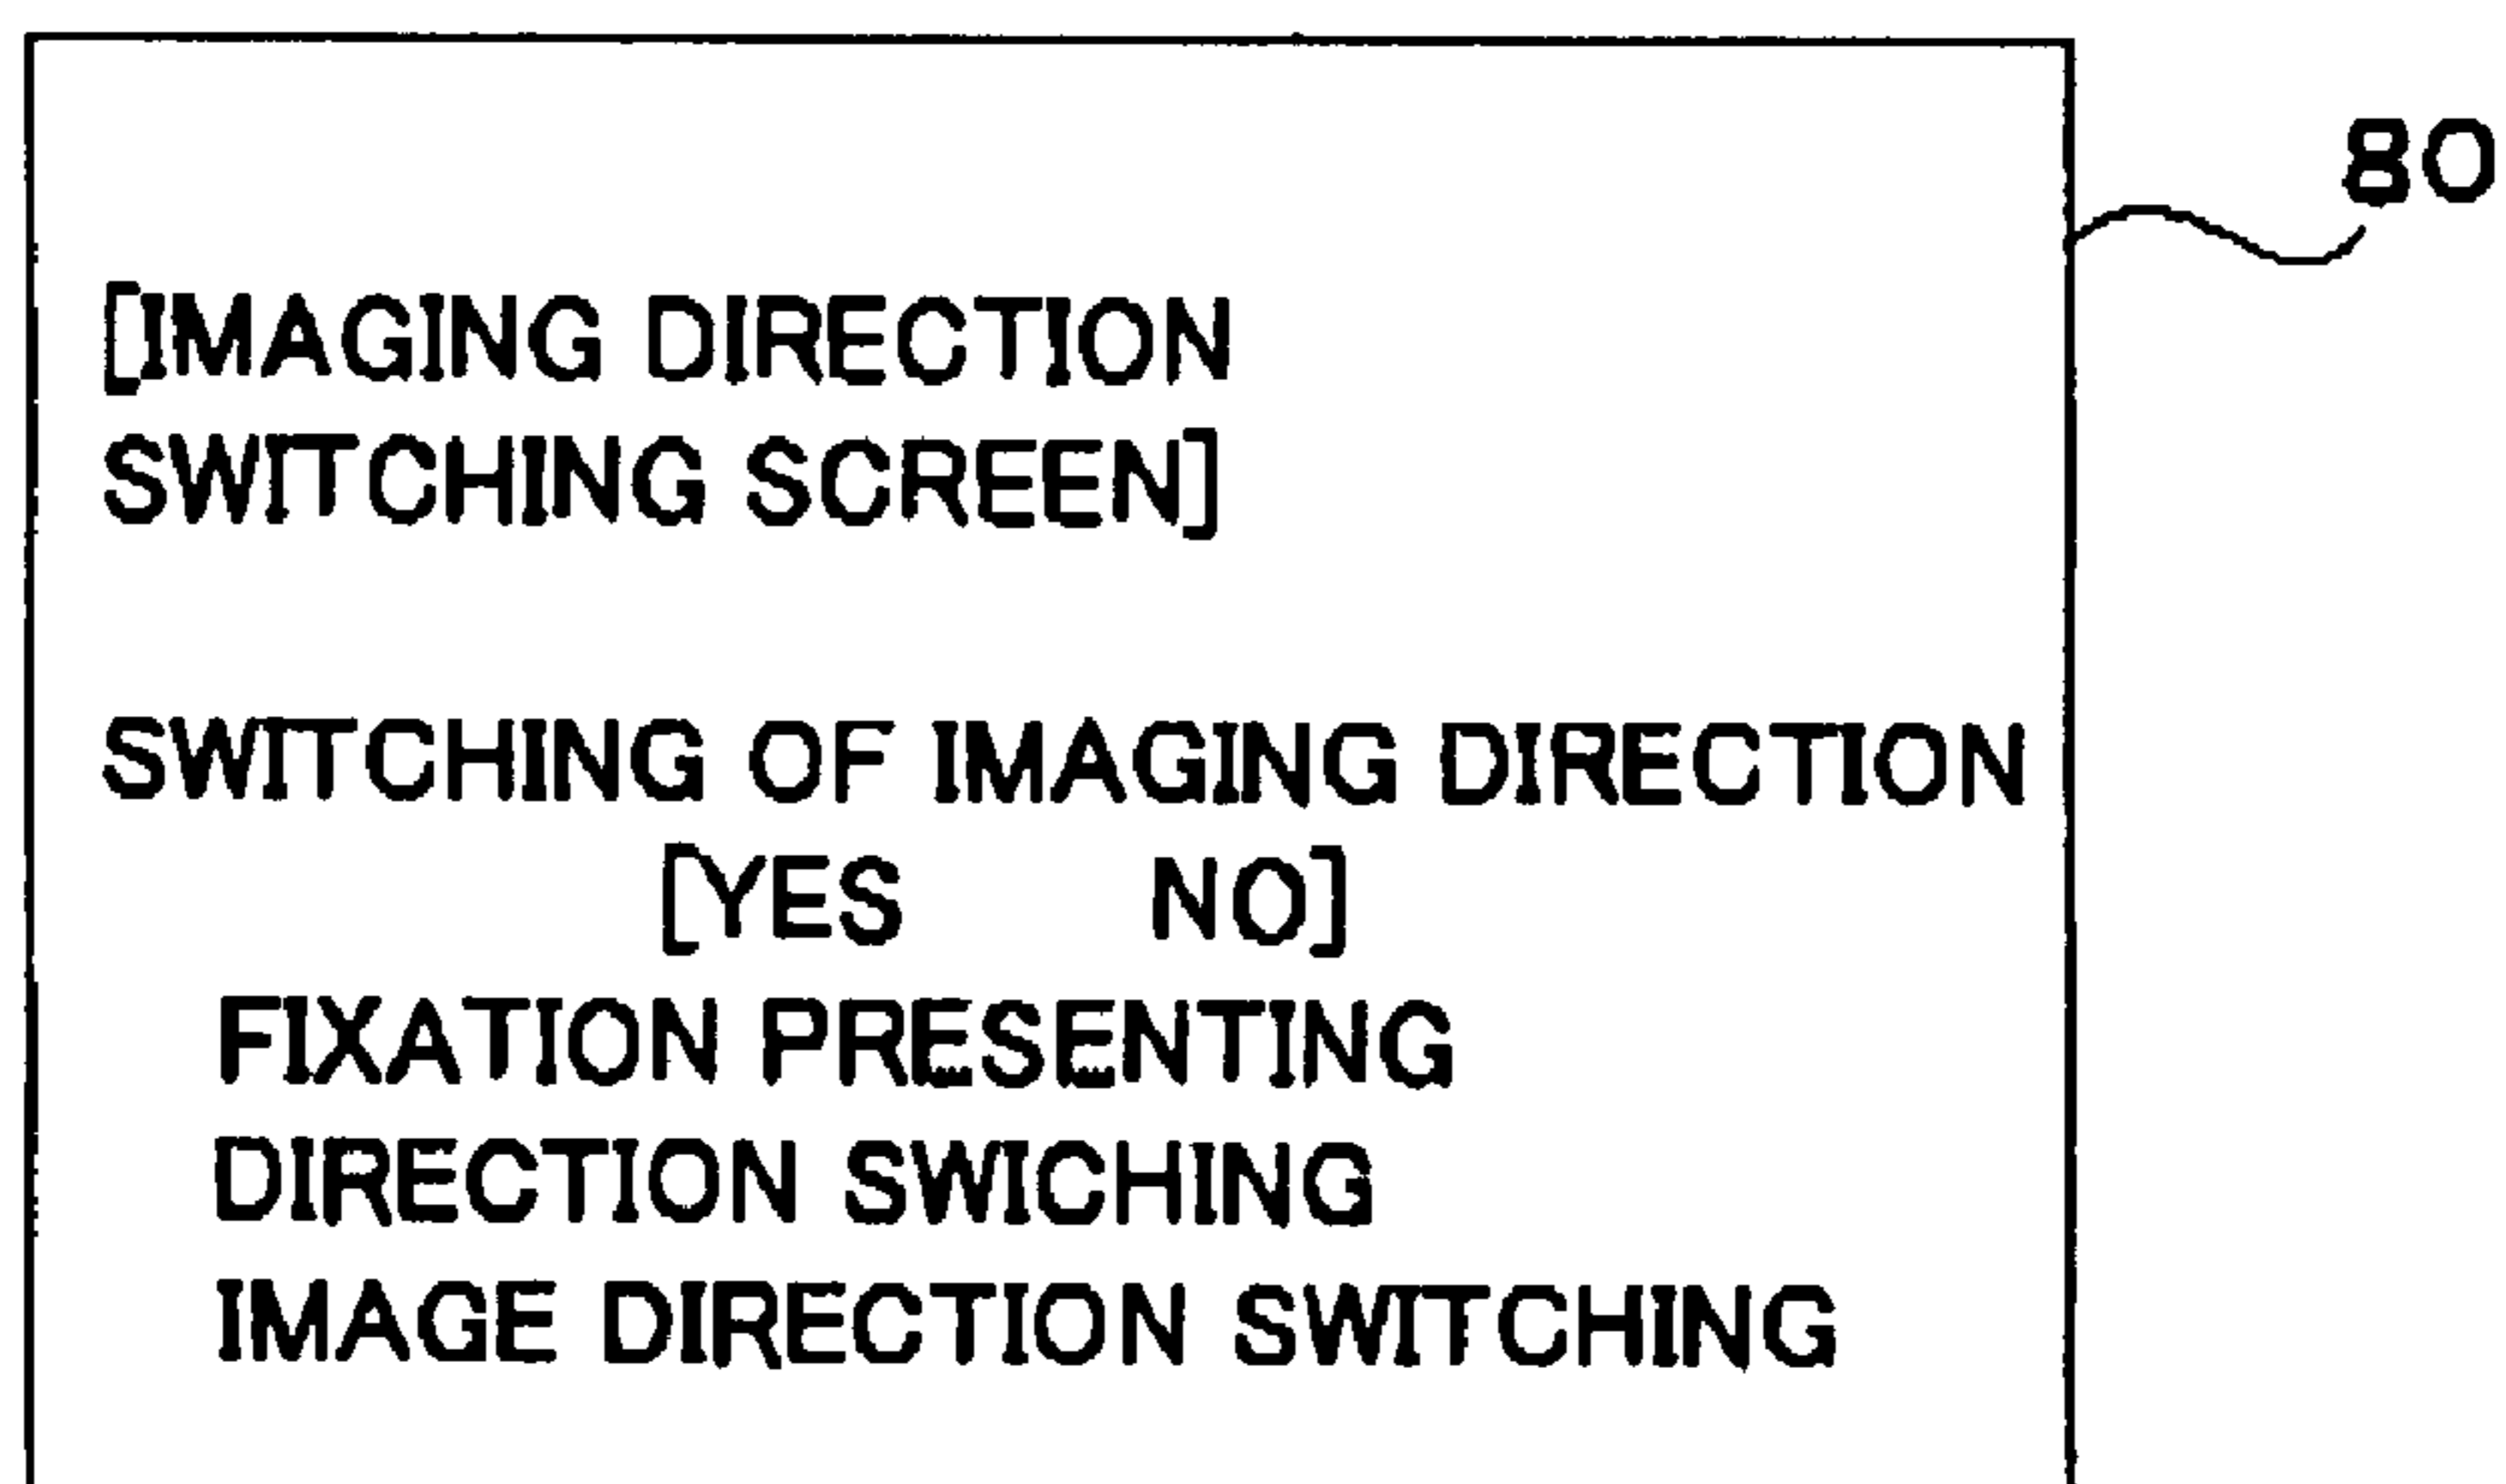 80
[IMAGING DIRECTION
SWITCHING SCREEN]
SWITCHING OF IMAGING DIRECTION
[YES NO]
FIXATION PRESENTING
DIRECTION SWICHING
IMAGE DIRECTION SWITCHING